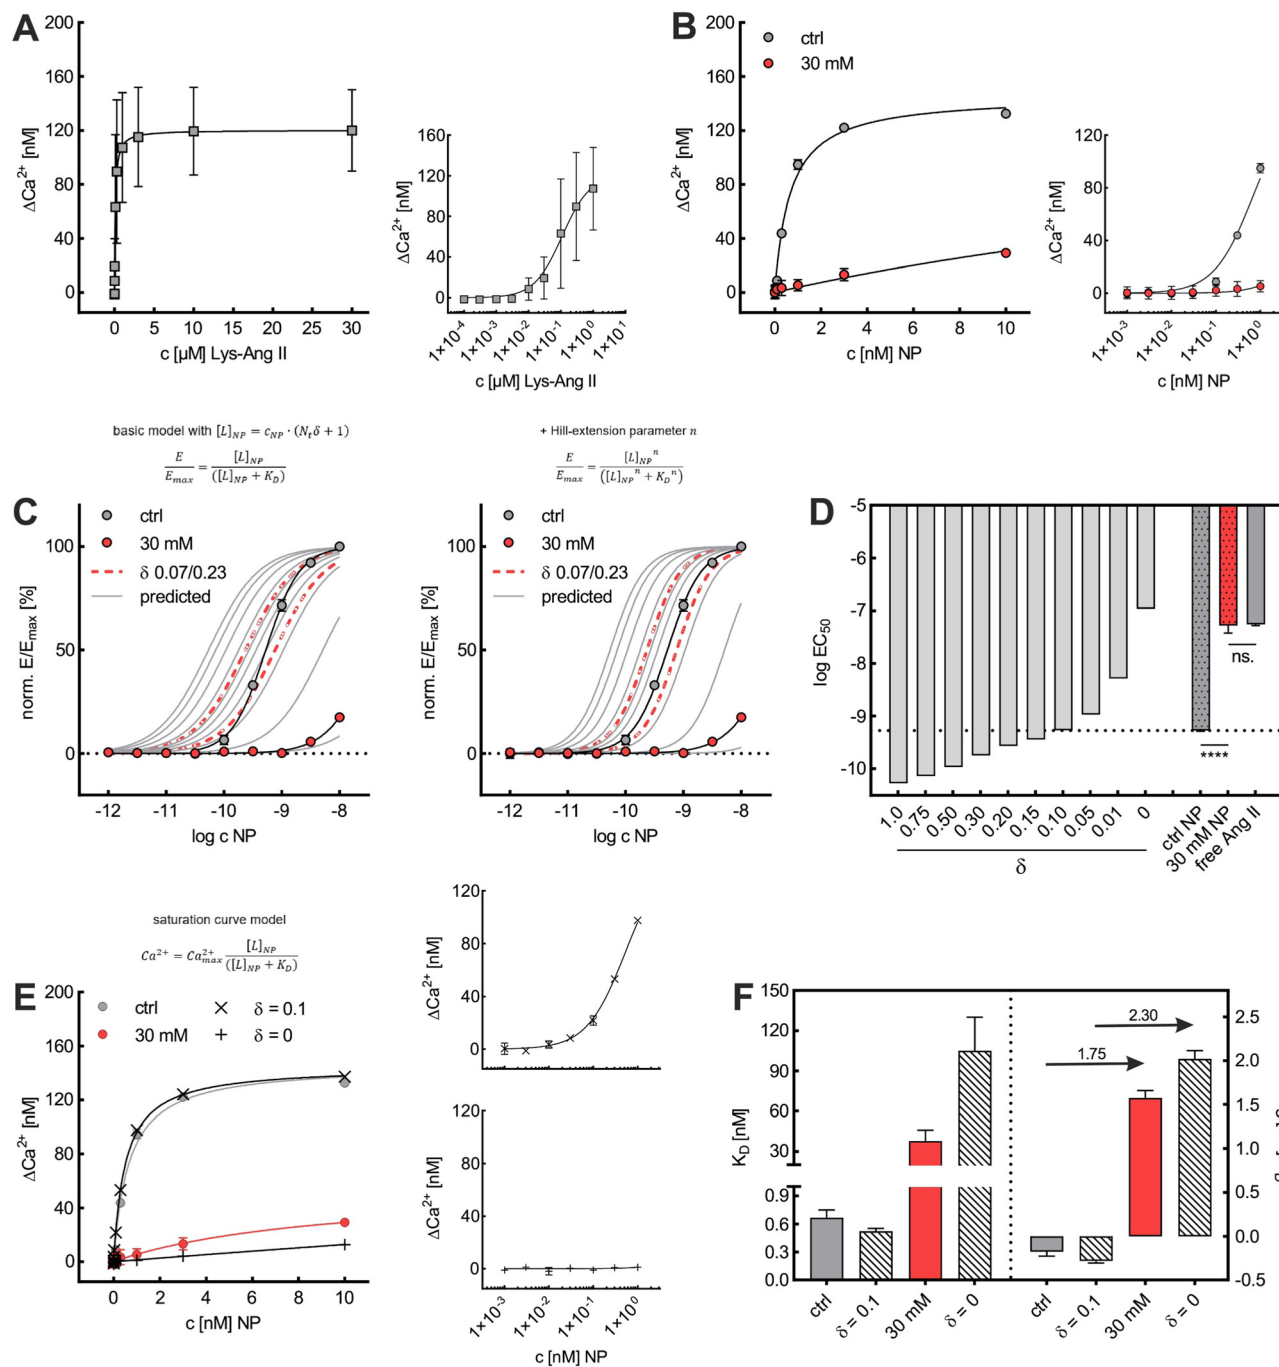 A
200
160
120
80
40
0
ΔCa2+ [nM]
0 5 10 15 20 25 30
c [µM] Lys-Ang II
160
120
80
40
0
ΔCa2+ [nM]
1×10-4
1×10-3
1×10-2
1×10-1
1×100
1×101
c [µM] Lys-Ang II
B
ctrl
30 mM
200
160
120
80
40
0
ΔCa2+ [nM]
0 2 4 6 8 10
c [nM] NP
120
80
40
0
ΔCa2+ [nM]
1×10-3
1×10-2
1×10-1
1×100
c [nM] NP
basic model with [L]NP = cNP · (Ntδ + 1)
E/Emax = [L]NP/([L]NP + KD)
+ Hill-extension parameter n
E/Emax = [L]NPn/([L]NPn + KDn)
C
ctrl
30 mM
δ 0.07/0.23
predicted
100
50
0
norm. E/Emax [%]
-12 -11 -10 -9 -8
log c NP
ctrl
30 mM
δ 0.07/0.23
predicted
100
50
0
norm. E/Emax [%]
-12 -11 -10 -9 -8
log c NP
D
-5
-6
-7
-8
-9
-10
log EC50
ns.
****
1.0
0.75
0.50
0.30
0.20
0.15
0.10
0.05
0.01
0
δ
ctrl NP
30 mM NP
free Ang II
saturation curve model
Ca2+ = Ca2+max [L]NP/([L]NP + KD)
E
ctrl
30 mM
δ = 0.1
δ = 0
200
160
120
80
40
0
ΔCa2+ [nM]
0 2 4 6 8 10
c [nM] NP
120
80
40
0
ΔCa2+ [nM]
120
80
40
0
ΔCa2+ [nM]
1×10-3
1×10-2
1×10-1
1×100
c [nM] NP
F
150
120
90
60
30
0.9
0.6
0.3
0.0
KD [nM]
2.30
1.75
2.5
2.0
1.5
1.0
0.5
0.0
-0.5
ctrl
δ = 0.1
30 mM
δ = 0
ctrl
δ = 0.1
30 mM
δ = 0